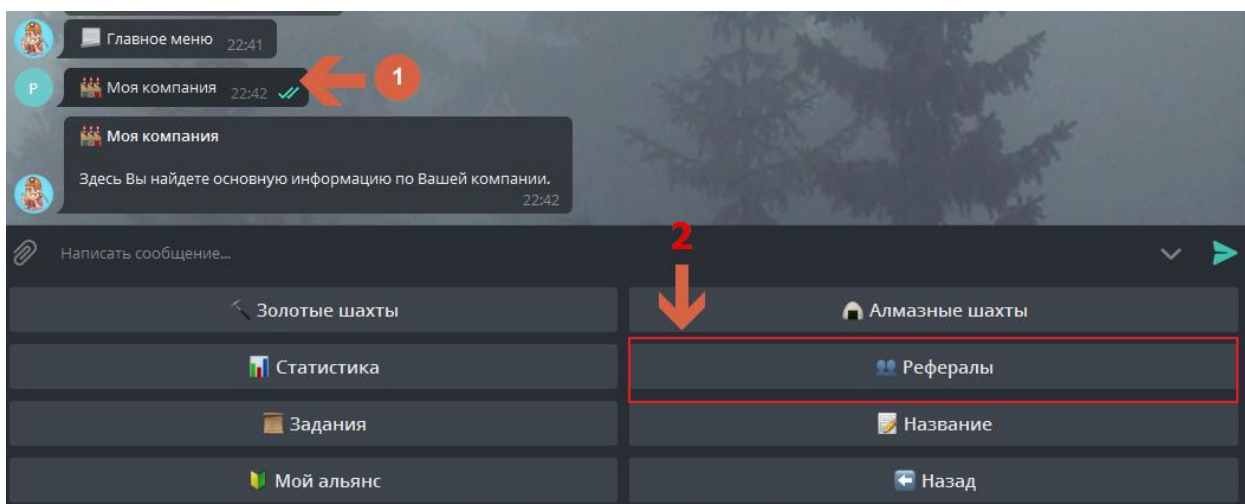 Главное меню 22:41
P
Моя компания 22:42
1
Моя компания
Здесь Вы найдете основную информацию по Вашей компании.
22:42
2
Написать сообщение...
Золотые шахты
Алмазные шахты
Статистика
Рефералы
Задания
Название
Мой альянс
Назад